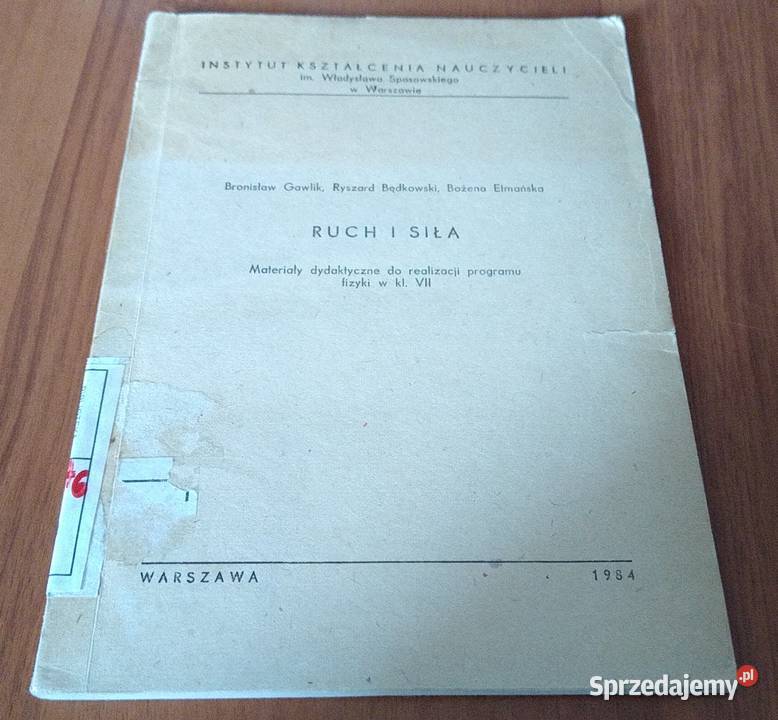 INSTYTUT KSZTAŁCENIA NAUCZYCIELI
im. Władysława Spasowskiego
w Warszawie
Bronisław Gawlik, Ryszard Będkowski, Bożena Elmańska
RUCH I SIŁA
Materiały dydaktyczne do realizacji programu
fizyki w kl. VII
WARSZAWA 1984
Sprzedajemy.pl